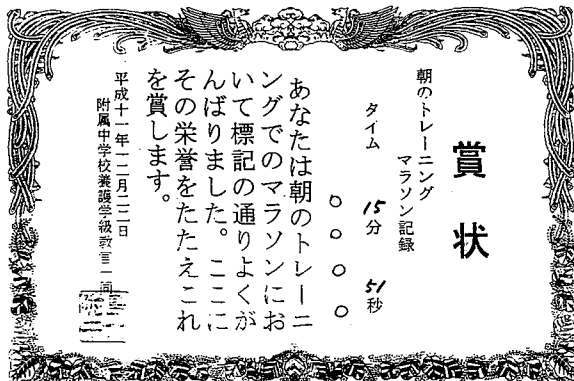 賞状
朝のトレーニング
マラソン記録
タイム 15分 51秒
○○○○
あなたは朝のトレーニ
ングでのマラソンにお
いて標記の通りよくが
んばりました。ここに
その栄誉をたたえこれ
を賞します。
平成十一年十二月二二日
附属中学校養護学級教官一同